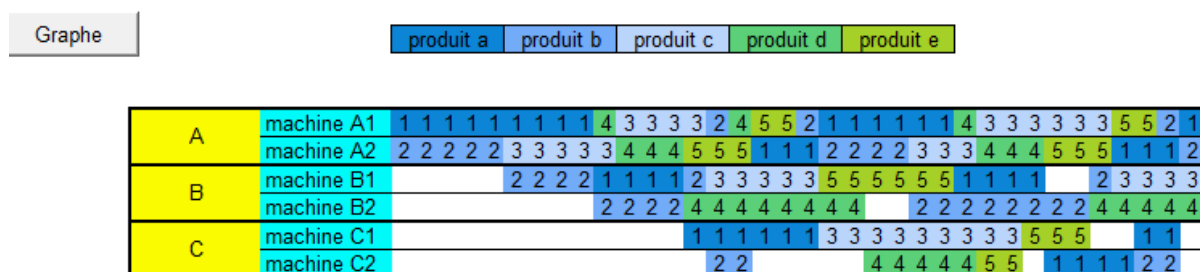 Graphe
produit a produit b produit c produit d produit e
A
machine A1 1 1 1 1 1 1 1 1 1 4 3 3 3 3 2 4 5 5 2 1 1 1 1 1 1 4 3 3 3 3 3 3 5 5 2 1
machine A2 2 2 2 2 2 3 3 3 3 3 4 4 4 5 5 5 1 1 1 2 2 2 2 3 3 3 4 4 4 5 5 5 1 1 1 2
B
machine B1 2 2 2 2 1 1 1 1 2 3 3 3 3 3 5 5 5 5 5 5 1 1 1 1 2 3 3 3 3
machine B2 2 2 2 2 4 4 4 4 4 4 4 4 2 2 2 2 2 2 2 2 4 4 4 4 4
C
machine C1 1 1 1 1 1 1 3 3 3 3 3 3 3 3 3 5 5 5 1 1
machine C2 2 2 4 4 4 4 4 5 5 1 1 1 1 2 2